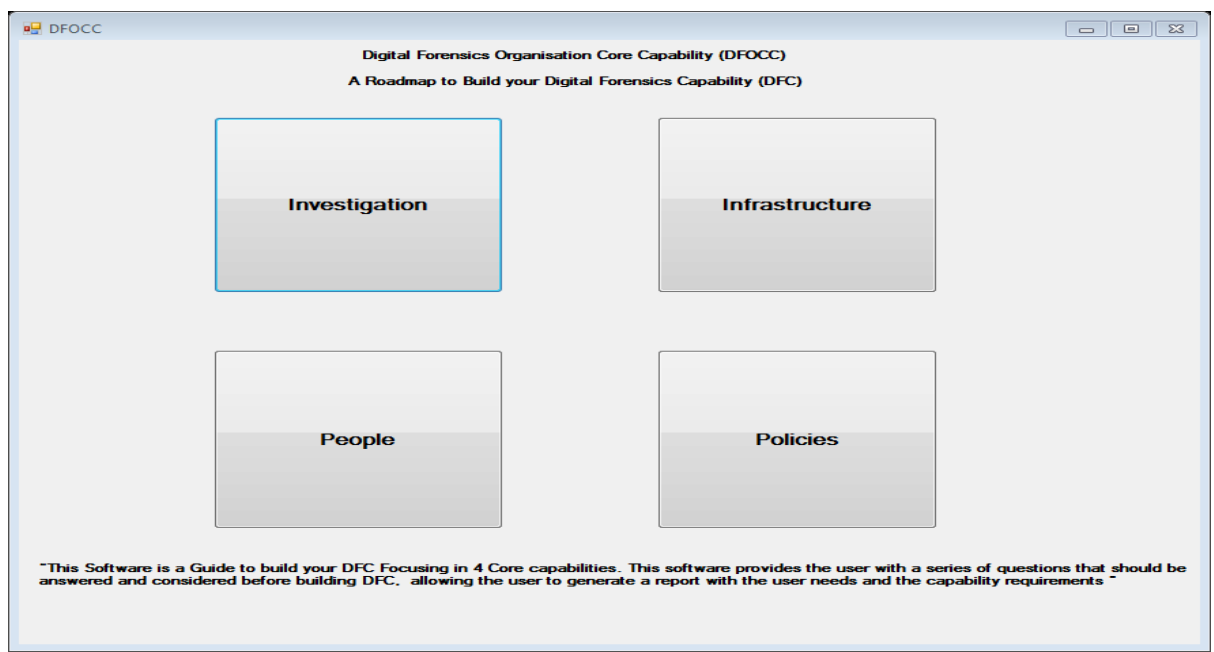 DFOCC
Digital Forensics Organisation Core Capability (DFOCC)
A Roadmap to Build your Digital Forensics Capability (DFC)
Investigation
Infrastructure
People
Policies
"This Software is a Guide to build your DFC Focusing in 4 Core capabilities. This software provides the user with a series of questions that should be
answered and considered before building DFC, allowing the user to generate a report with the user needs and the capability requirements "